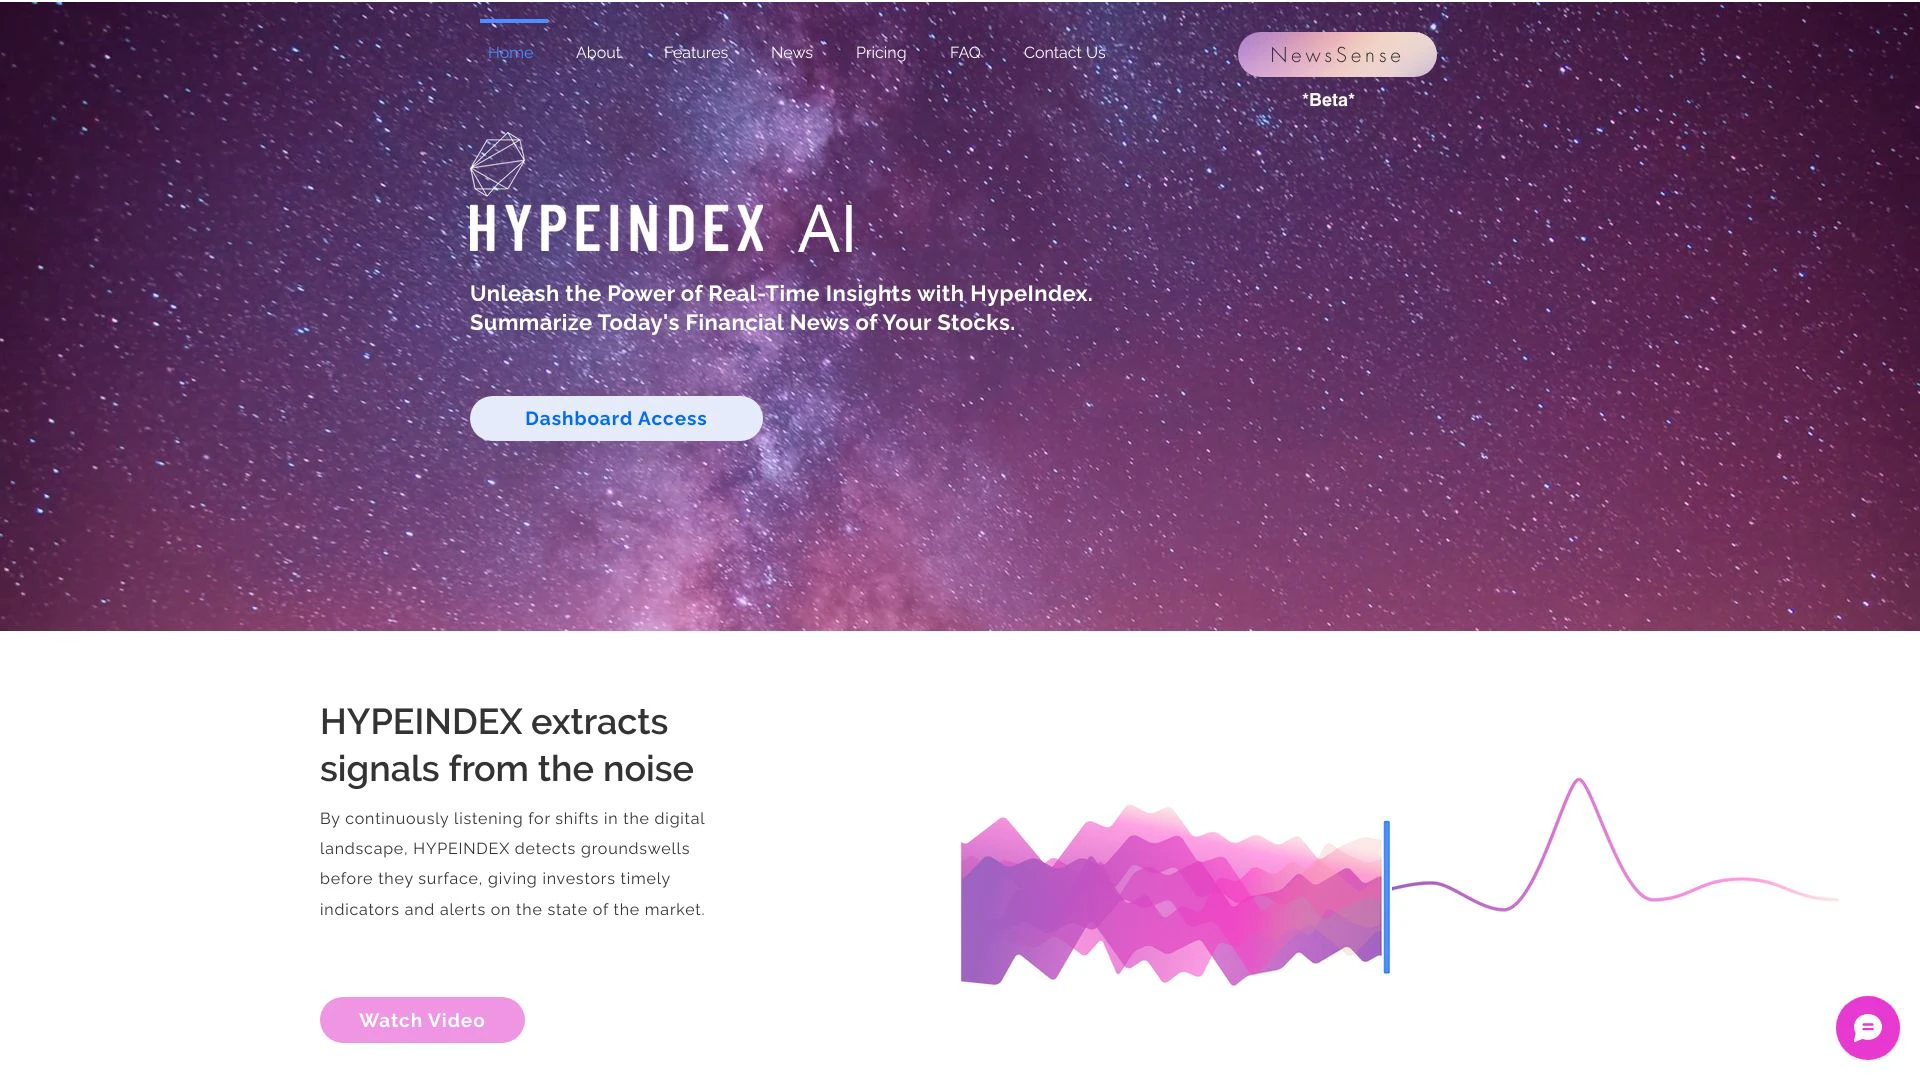 Home About Features News Pricing FAQ Contact Us
NewsSense
*Beta*
HYPEINDEX AI
Unleash the Power of Real-Time Insights with HypeIndex.
Summarize Today's Financial News of Your Stocks.
Dashboard Access
HYPEINDEX extracts
signals from the noise
By continuously listening for shifts in the digital
landscape, HYPEINDEX detects groundswells
before they surface, giving investors timely
indicators and alerts on the state of the market.
Watch Video